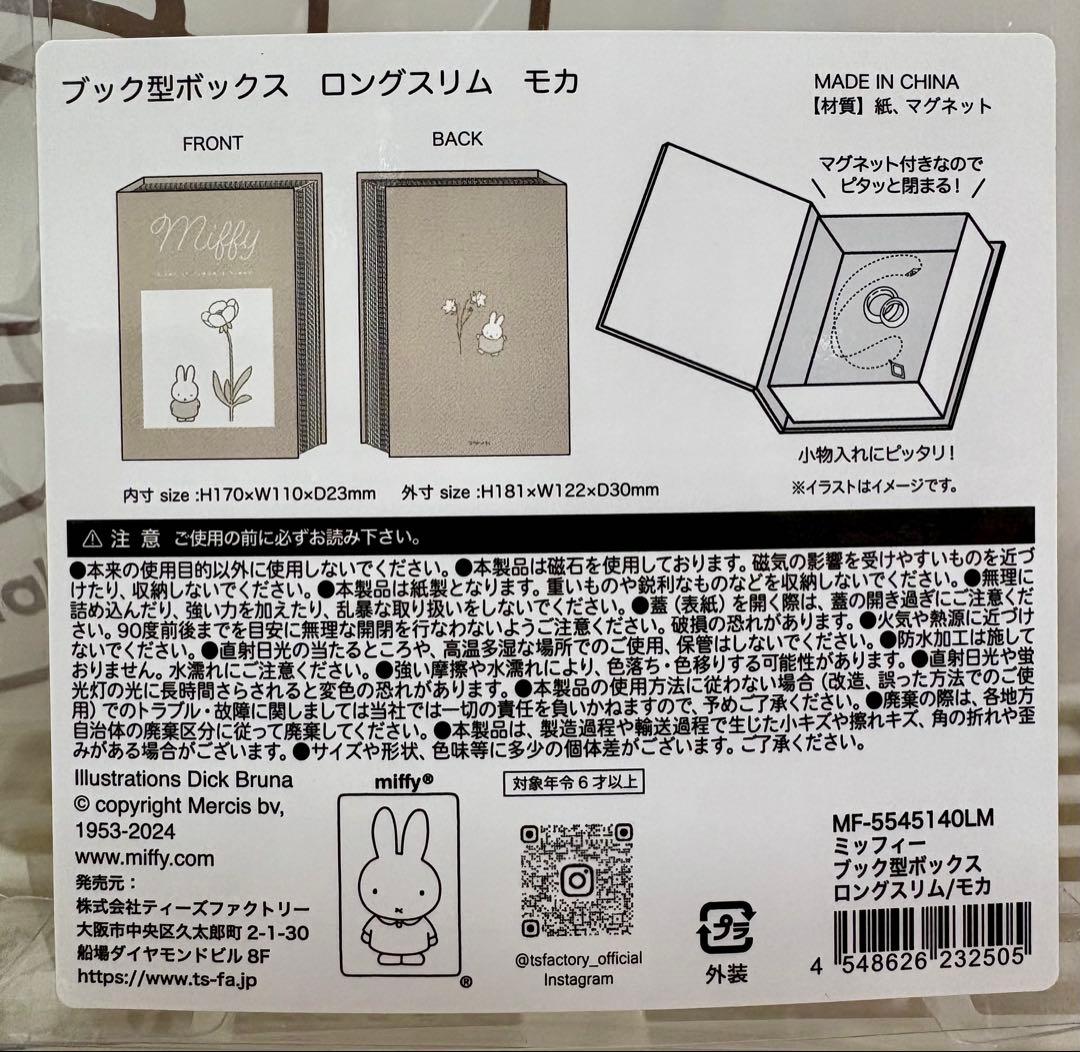 ブック型ボックス ロングスリム モカ
MADE IN CHINA
【材質】紙、マグネット
FRONT
BACK
マグネット付きなので
ピタッと閉まる！
Miffy
小物入れにピッタリ！
※イラストはイメージです。
内寸 size :H170×W110×D23mm 外寸 size :H181×W122×D30mm
⚠ 注 意 ご使用の前に必ずお読み下さい。
●本来の使用目的以外に使用しないでください。●本製品は磁石を使用しております。磁気の影響を受けやすいものを近づ
けたり、収納しないでください。●本製品は紙製となります。重いものや鋭利なものなどを収納しないでください。●無理に
詰め込んだり、強い力を加えたり、乱暴な取り扱いをしないでください。●蓋（表紙）を開く際は、蓋の開き過ぎにご注意くだ
さい。90度前後までを目安に無理な開閉を行なわないようご注意ください。破損の恐れがあります。●火気や熱源に近づけ
ないでください。●直射日光の当たるところや、高温多湿な場所でのご使用、保管はしないでください。●防水加工は施して
おりません。水濡れにご注意ください。●強い摩擦や水濡れにより、色落ち・色移りする可能性があります。●直射日光や蛍
光灯の光に長時間さらされると変色の恐れがあります。●本製品の使用方法に従わない場合（改造、誤った方法でのご使
用）でのトラブル・故障に関しましては当社では一切の責任を負いかねますので、予めご了承ください。●廃棄の際は、各地方
自治体の廃棄区分に従って廃棄してください。●本製品は、製造過程や輸送過程で生じた小キズや擦れキズ、角の折れや歪
みがある場合がございます。●サイズや形状、色味等に多少の個体差がございます。ご了承ください。
Illustrations Dick Bruna
© copyright Mercis bv,
1953-2024
www.miffy.com
発売元：
株式会社ティーズファクトリー
大阪市中央区久太郎町 2-1-30
船場ダイヤモンドビル 8F
https://www.ts-fa.jp
miffy®
®
対象年令6才以上
@tsfactory_official
Instagram
プラ
外装
MF-5545140LM
ミッフィー
ブック型ボックス
ロングスリム/モカ
4 548626 232505